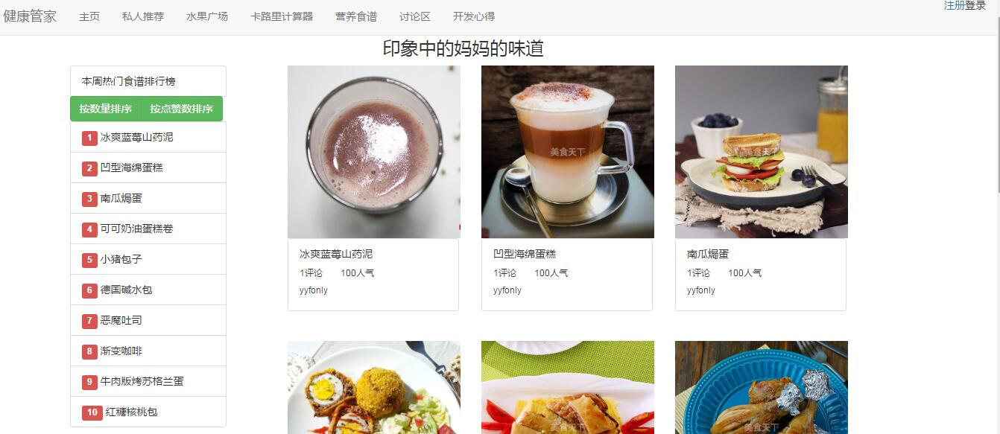 健康管家 主页 私人推荐 水果广场 卡路里计算器 营养食谱 讨论区 开发心得 注册登录
印象中的妈妈的味道
本周热门食谱排行榜
按数量排序 按点赞数排序
1 冰爽蓝莓山药泥
2 凹型海绵蛋糕
3 南瓜焗蛋
4 可可奶油蛋糕卷
5 小猪包子
6 德国碱水包
7 恶魔吐司
8 渐变咖啡
9 牛肉版烤苏格兰蛋
10 红糖核桃包
美食天下
美食天下
美食天下
冰爽蓝莓山药泥
1评论 100人气
yyfonly
凹型海绵蛋糕
1评论 100人气
yyfonly
南瓜焗蛋
1评论 100人气
yyfonly
美食天下
美食天下
美食天下